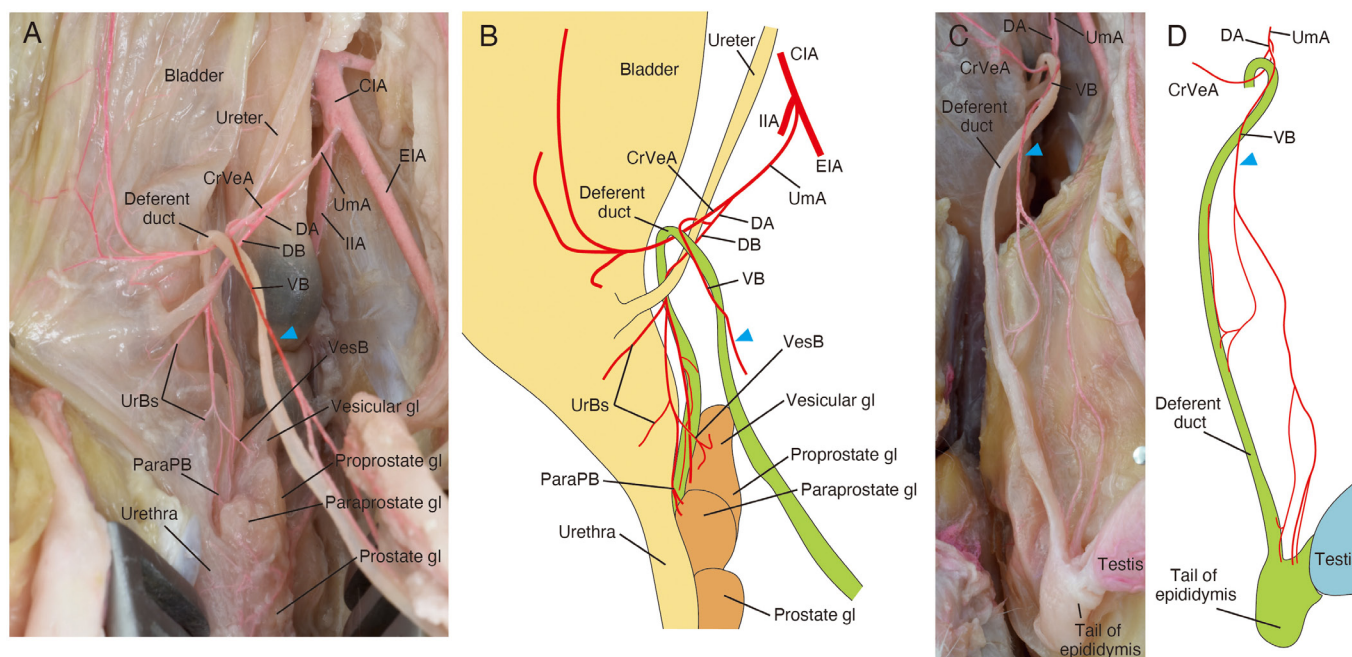 A
Bladder
CIA
Ureter
EIA
CrVeA
Deferent
duct
UmA
DA
IIA
DB
VB
VesB
UrBs
Vesicular gl
ParaPB
Proprostate gl
Paraprostate gl
Urethra
Prostate gl
B
Ureter
CIA
Bladder
IIA
CrVeA
EIA
Deferent
duct
UmA
DA
DB
VB
VesB
UrBs
Vesicular gl
Proprostate gl
ParaPB
Paraprostate gl
Urethra
Prostate gl
C
DA
UmA
CrVeA
VB
Deferent
duct
Testis
Tail of
epididymis
D
DA
UmA
CrVeA
VB
Deferent
duct
Testi
Tail of
epididymis